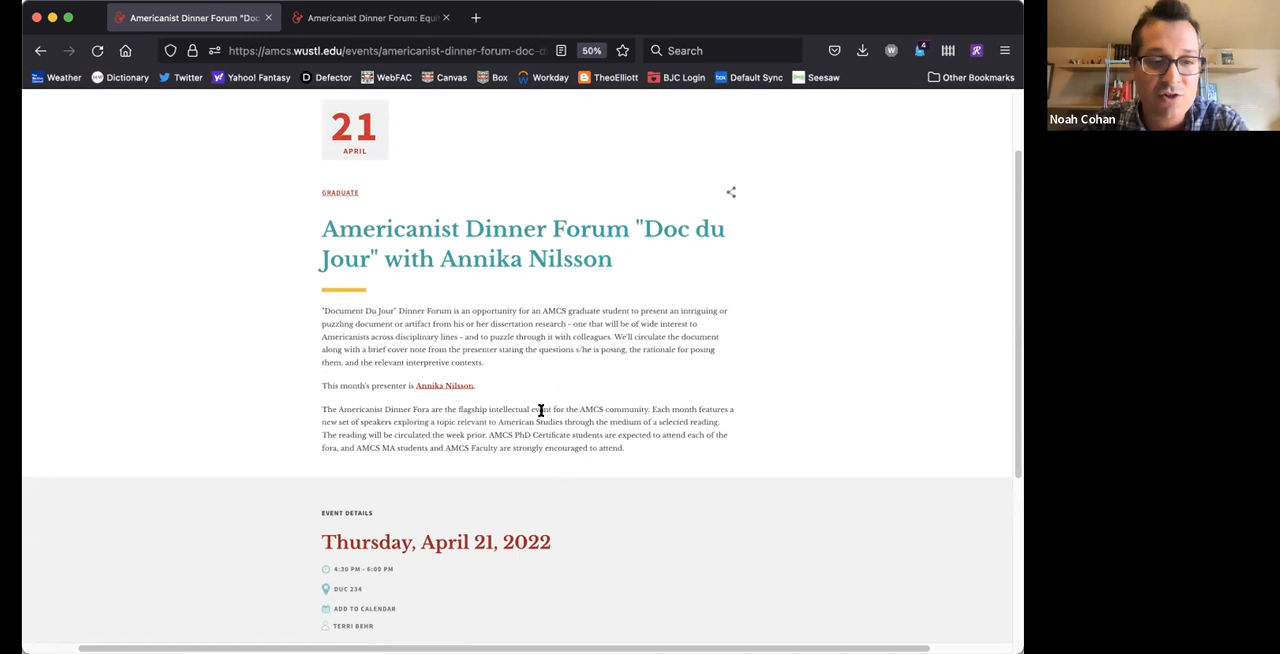 Americanist Dinner Forum "Doc
Americanist Dinner Forum: Equi
https://amcs.wustl.edu/events/americanist-dinner-forum-doc-d
50%
Search
4
Weather
Dictionary
Twitter
Yahoo! Fantasy
Defector
WebFAC
Canvas
Box
Workday
TheoElliott
BJC Login
Default Sync
Seesaw
Other Bookmarks
Noah Cohan
21
APRIL
GRADUATE
Americanist Dinner Forum "Doc du
Jour" with Annika Nilsson
"Document Du Jour" Dinner Forum is an opportunity for an AMCS graduate student to present an intriguing or
puzzling document or artifact from his or her dissertation research - one that will be of wide interest to
Americanists across disciplinary lines - and to puzzle through it with colleagues. We'll circulate the document
along with a brief cover note from the presenter stating the questions s/he is posing, the rationale for posing
them, and the relevant interpretive contexts.
This month's presenter is Annika Nilsson.
The Americanist Dinner Fora are the flagship intellectual event for the AMCS community. Each month features a
new set of speakers exploring a topic relevant to American Studies through the medium of a selected reading.
The reading will be circulated the week prior. AMCS PhD Certificate students are expected to attend each of the
fora, and AMCS MA students and AMCS Faculty are strongly encouraged to attend.
EVENT DETAILS
Thursday, April 21, 2022
4:30 PM - 6:00 PM
DUC 234
ADD TO CALENDAR
TERRI BEHR